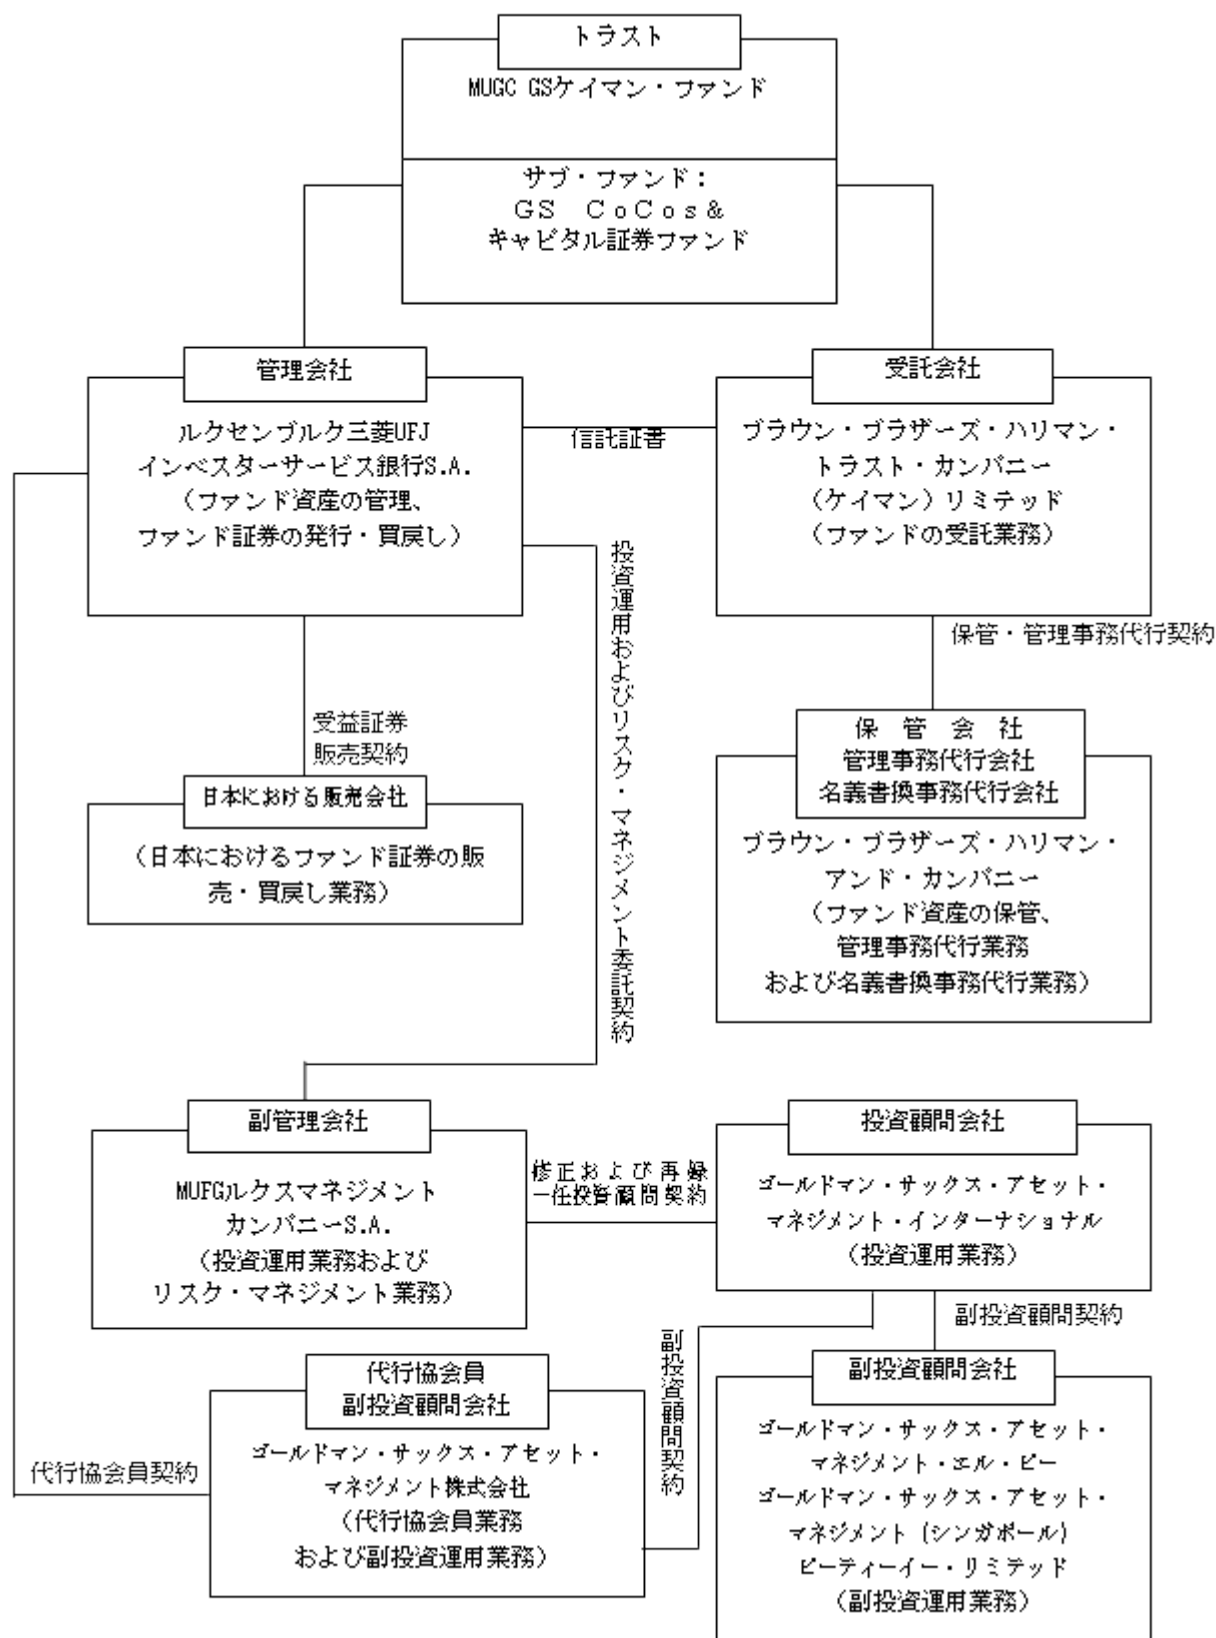 トラスト
MUGC GSケイマン・ファンド
サブ・ファンド：
ＧＳ　ＣｏＣｏｓ＆
キャピタル証券ファンド
管理会社
ルクセンブルク三菱UFJ
インベスターサービス銀行S.A.
（ファンド資産の管理、
ファンド証券の発行・買戻し）
信託証書
受託会社
ブラウン・ブラザーズ・ハリマン・
トラスト・カンパニー
（ケイマン）リミテッド
（ファンドの受託業務）
投資運用およびリスク・マネジメント委託契約
保管・管理事務代行契約
受益証券
販売契約
日本における販売会社
（日本におけるファンド証券の販
売・買戻し業務）
保　管　会　社
管理事務代行会社
名義書換事務代行会社
ブラウン・ブラザーズ・ハリマン・
アンド・カンパニー
（ファンド資産の保管、
管理事務代行業務
および名義書換事務代行業務）
副管理会社
MUFGルクスマネジメント
カンパニーS.A.
（投資運用業務および
リスク・マネジメント業務）
修正および再録
一任投資顧問契約
投資顧問会社
ゴールドマン・サックス・アセット・
マネジメント・インターナショナル
（投資運用業務）
副投資顧問契約
副投資顧問契約
代行協会員
副投資顧問会社
ゴールドマン・サックス・アセット・
マネジメント株式会社
（代行協会員業務
および副投資運用業務）
代行協会員契約
副投資顧問会社
ゴールドマン・サックス・アセット・
マネジメント・エル・ピー
ゴールドマン・サックス・アセット・
マネジメント（シンガポール）
ピーティーイー・リミテッド
（副投資運用業務）